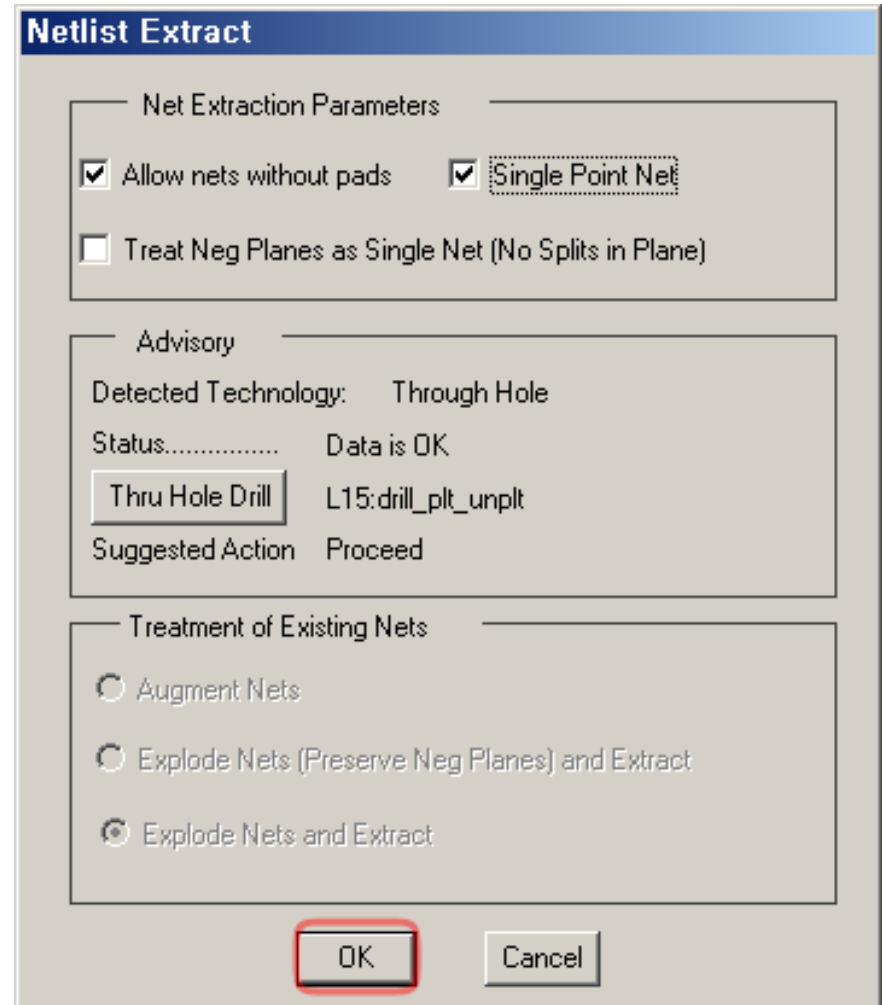 Netlist Extract
Net Extraction Parameters
Allow nets without pads Single Point Net
Treat Neg Planes as Single Net (No Splits in Plane)
Advisory
Detected Technology: Through Hole
Status................ Data is OK
Thru Hole Drill L15:drill_plt_unplt
Suggested Action Proceed
Treatment of Existing Nets
Augment Nets
Explode Nets (Preserve Neg Planes) and Extract
Explode Nets and Extract
OK Cancel